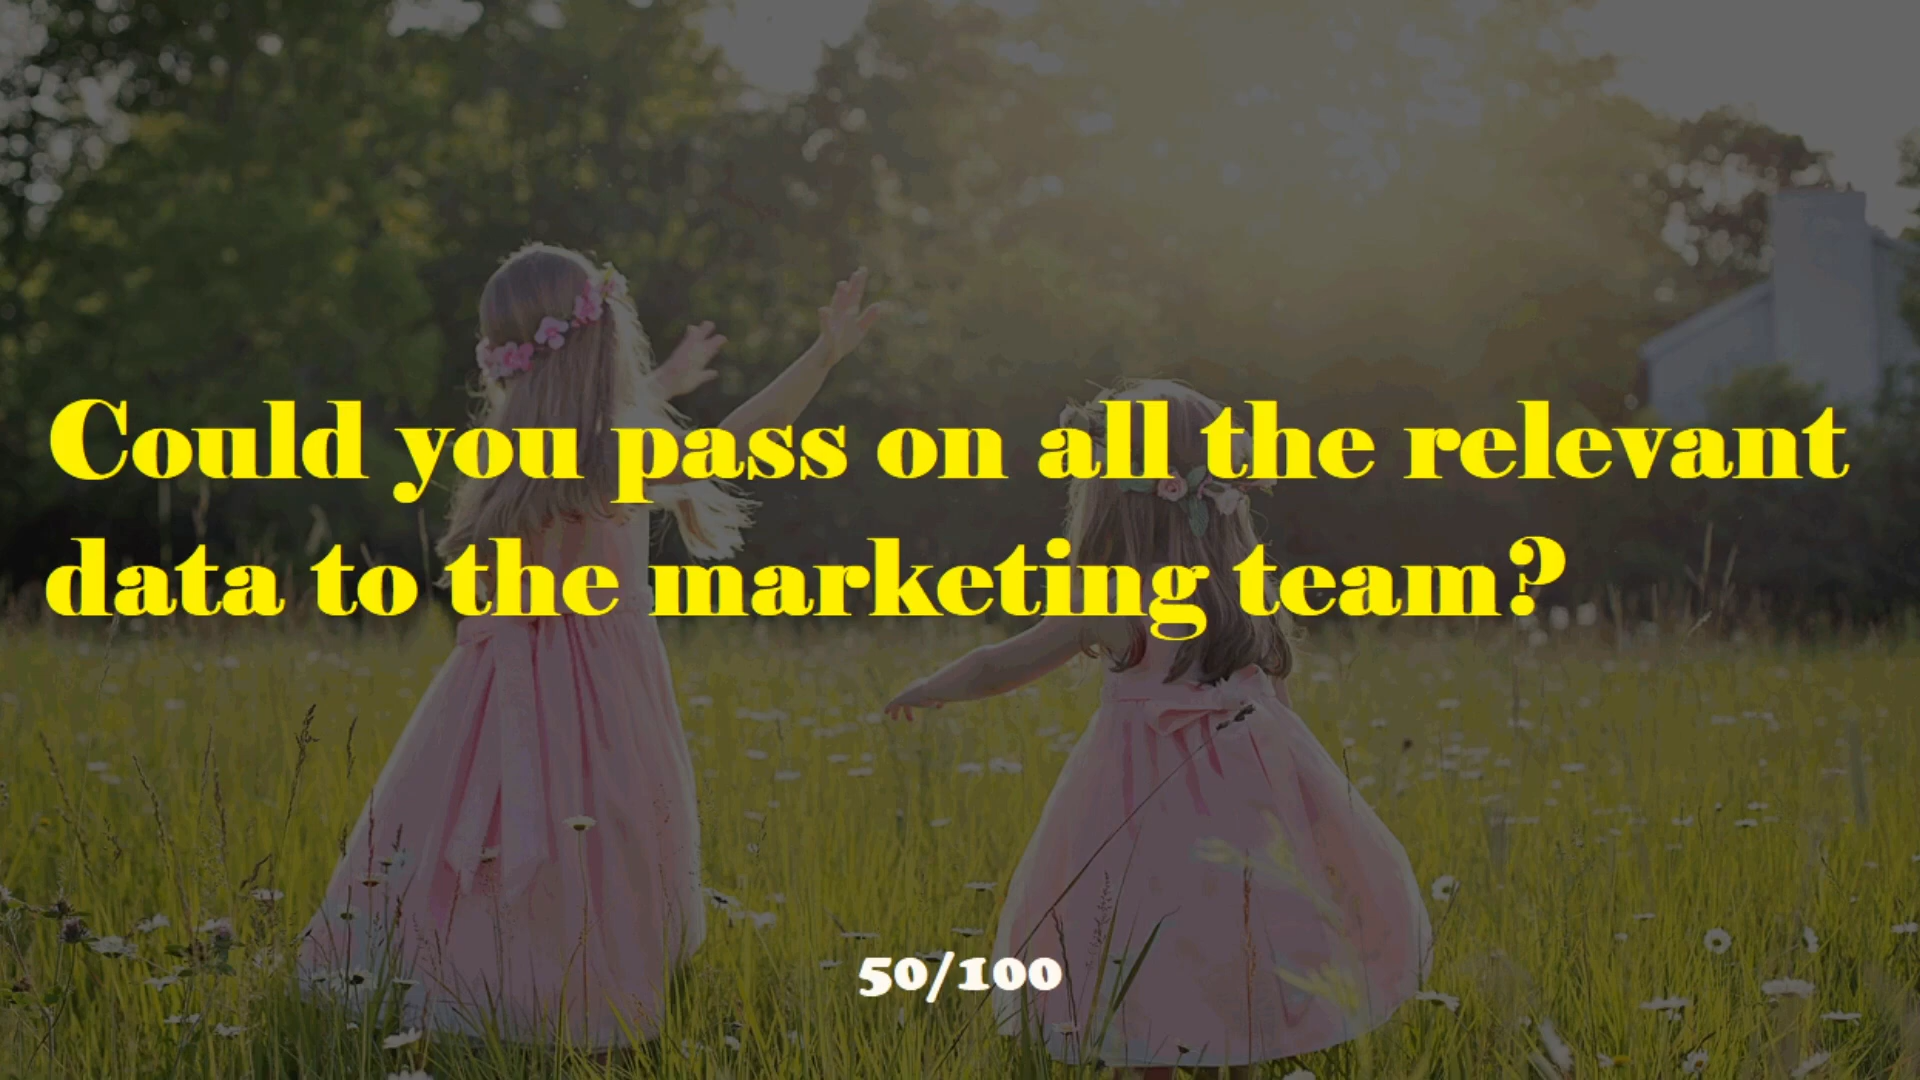 Could you pass on all the relevant
data to the marketing team?
50/100